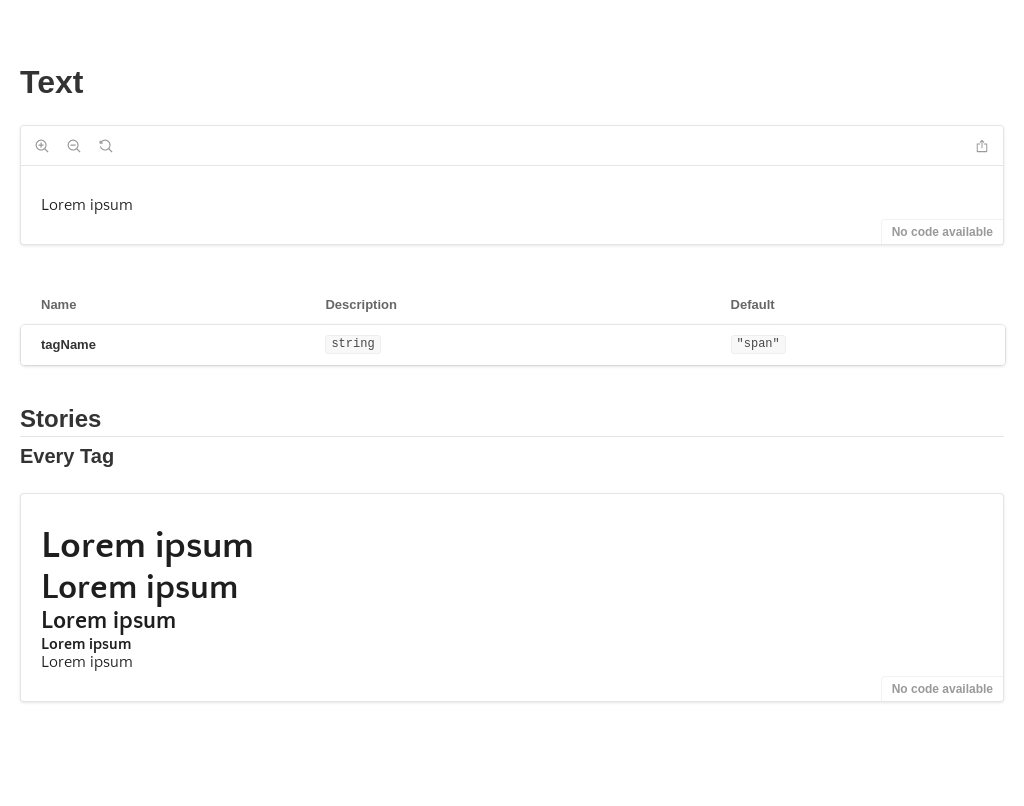 Text
Lorem ipsum
No code available
Name Description Default
tagName string "span"
Stories
Every Tag
Lorem ipsum
Lorem ipsum
Lorem ipsum
Lorem ipsum
Lorem ipsum
No code available